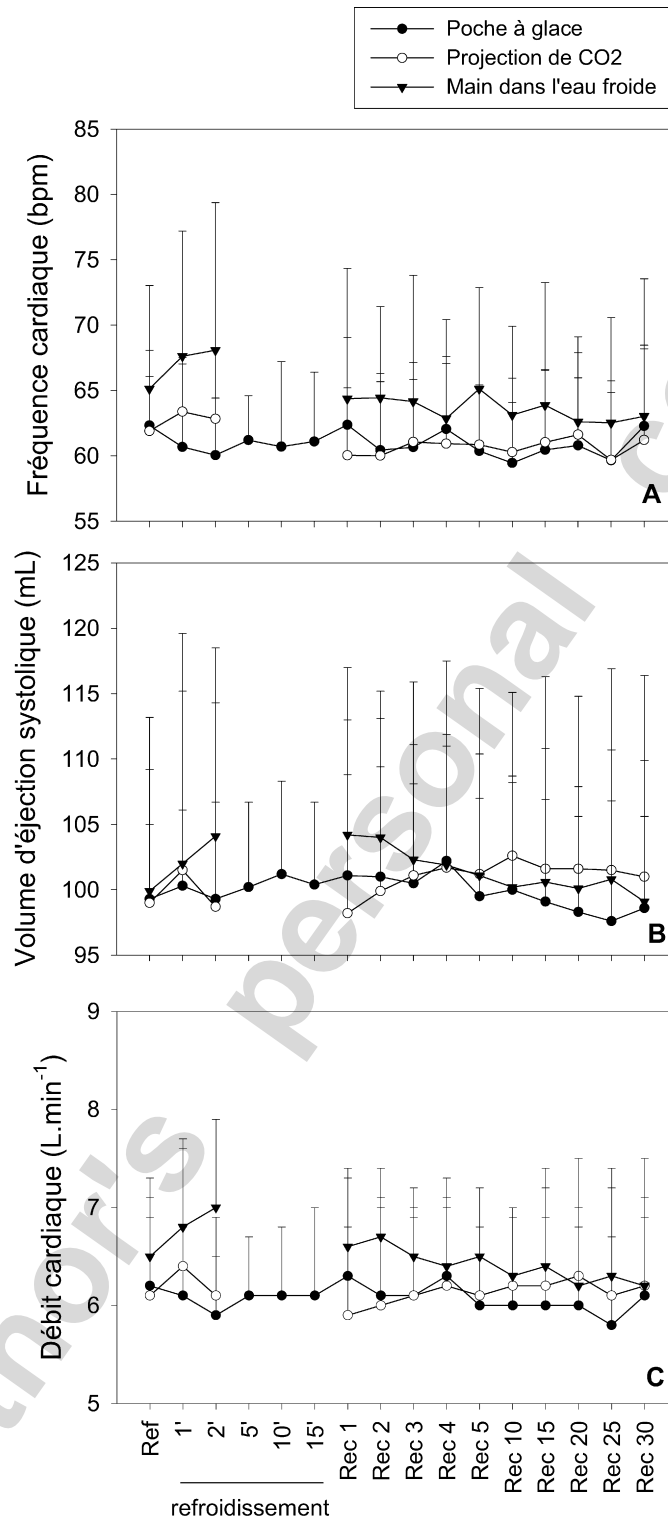 Poche à glace
Projection de CO2
Main dans l'eau froide
Fréquence cardiaque (bpm)
85
80
75
70
65
60
55
A
Volume d'éjection systolique (mL)
125
120
115
110
105
100
95
B
Débit cardiaque (L.min⁻¹)
9
8
7
6
5
C
Ref
1'
2'
5'
10'
15'
Rec 1
Rec 2
Rec 3
Rec 4
Rec 5
Rec 10
Rec 15
Rec 20
Rec 25
Rec 30
refroidissement
personal